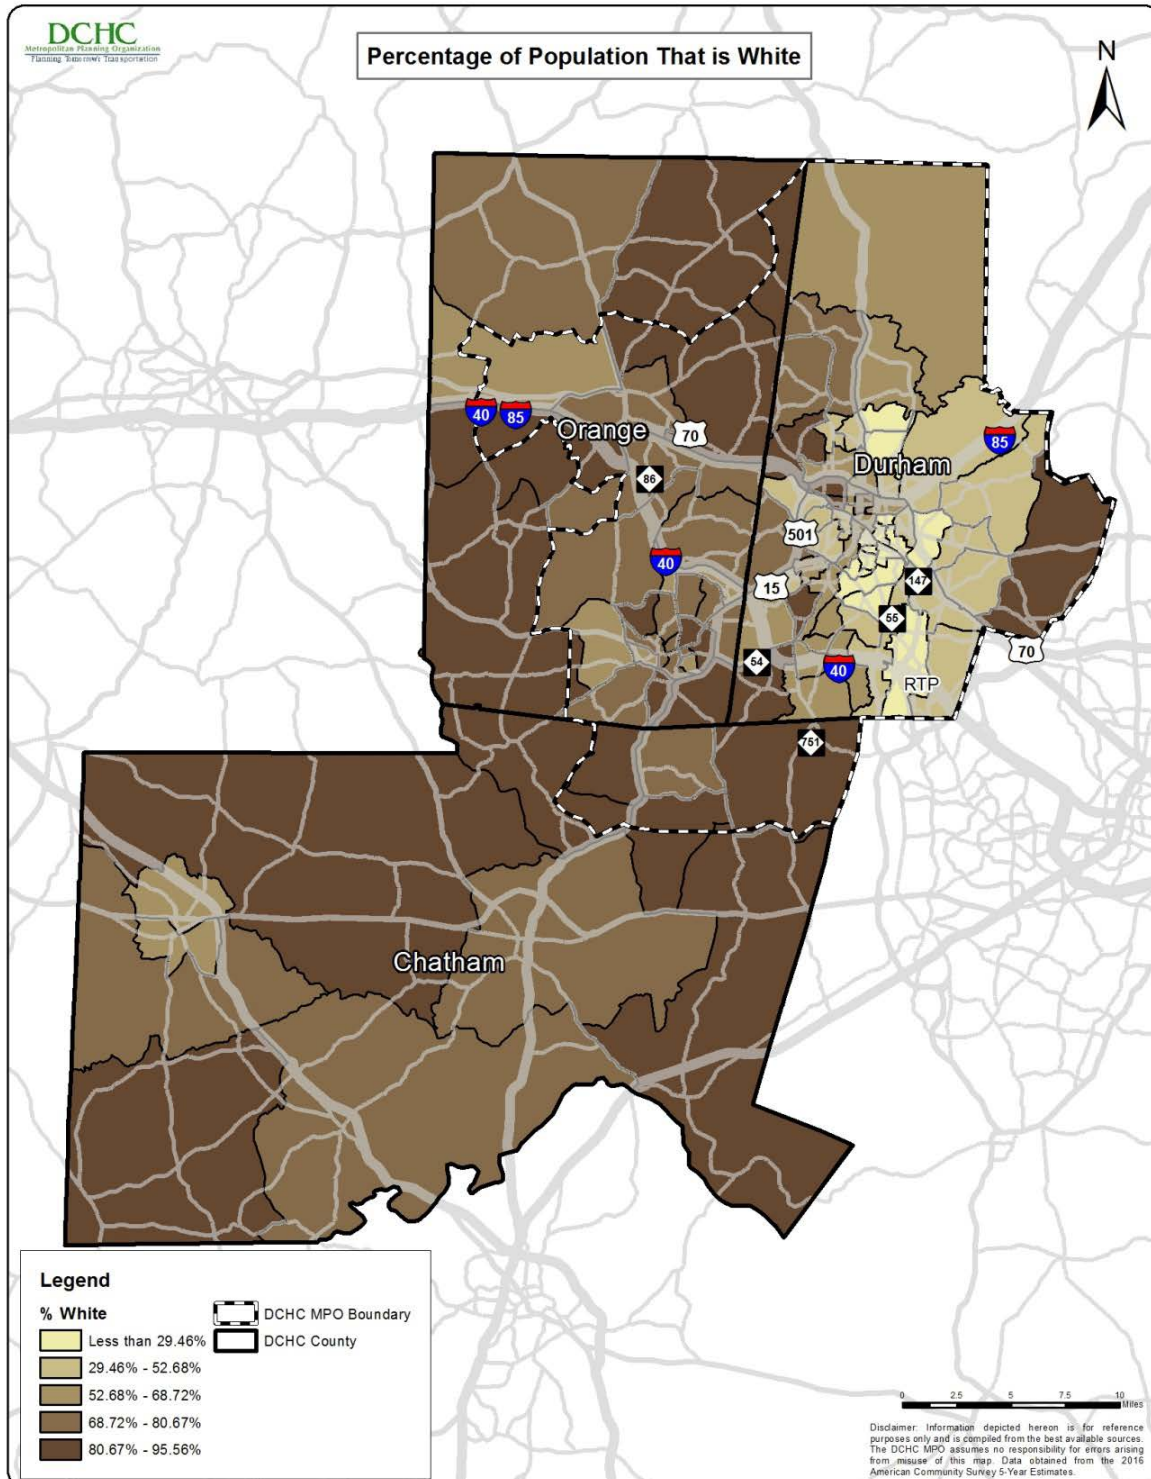 DCHC
Metropolitan Planning Organization
Planning Tomorrow's Transportation
Percentage of Population That is White
N
40
85
Orange
70
85
Durham
86
501
40
15
147
55
54
40
RTP
70
751
Chatham
Legend
% White
Less than 29.46%
29.46% - 52.68%
52.68% - 68.72%
68.72% - 80.67%
80.67% - 95.56%
DCHC MPO Boundary
DCHC County
0 2.5 5 7.5 10
Miles
Disclaimer: Information depicted hereon is for reference
purposes only and is compiled from the best available sources.
The DCHC MPO assumes no responsibility for errors arising
from misuse of this map. Data obtained from the 2016
American Community Survey 5-Year Estimates.